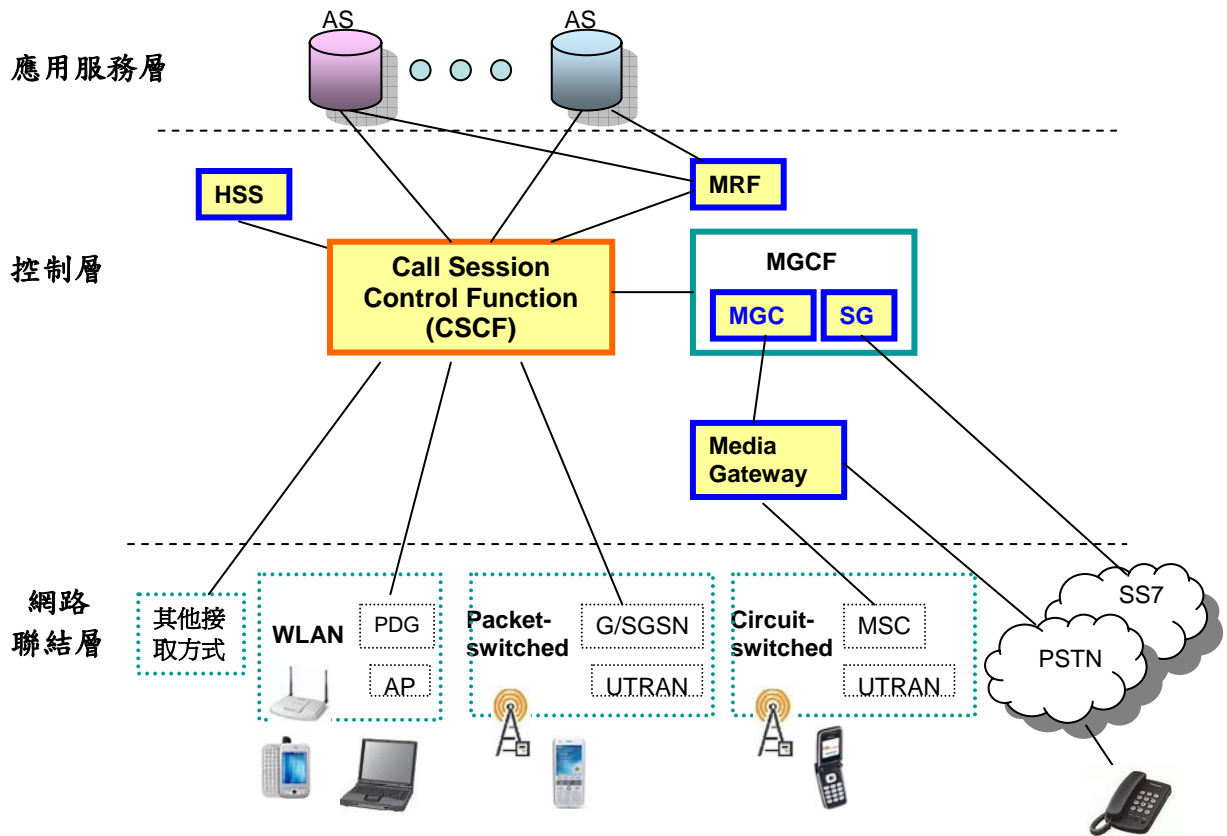 AS
AS
應用服務層
HSS
MRF
控制層
Call Session
Control Function
(CSCF)
MGCF
MGC
SG
Media
Gateway
網路
聯結層
其他接
取方式
WLAN
PDG
AP
Packet-
switched
G/SGSN
UTRAN
Circuit-
switched
MSC
UTRAN
SS7
PSTN